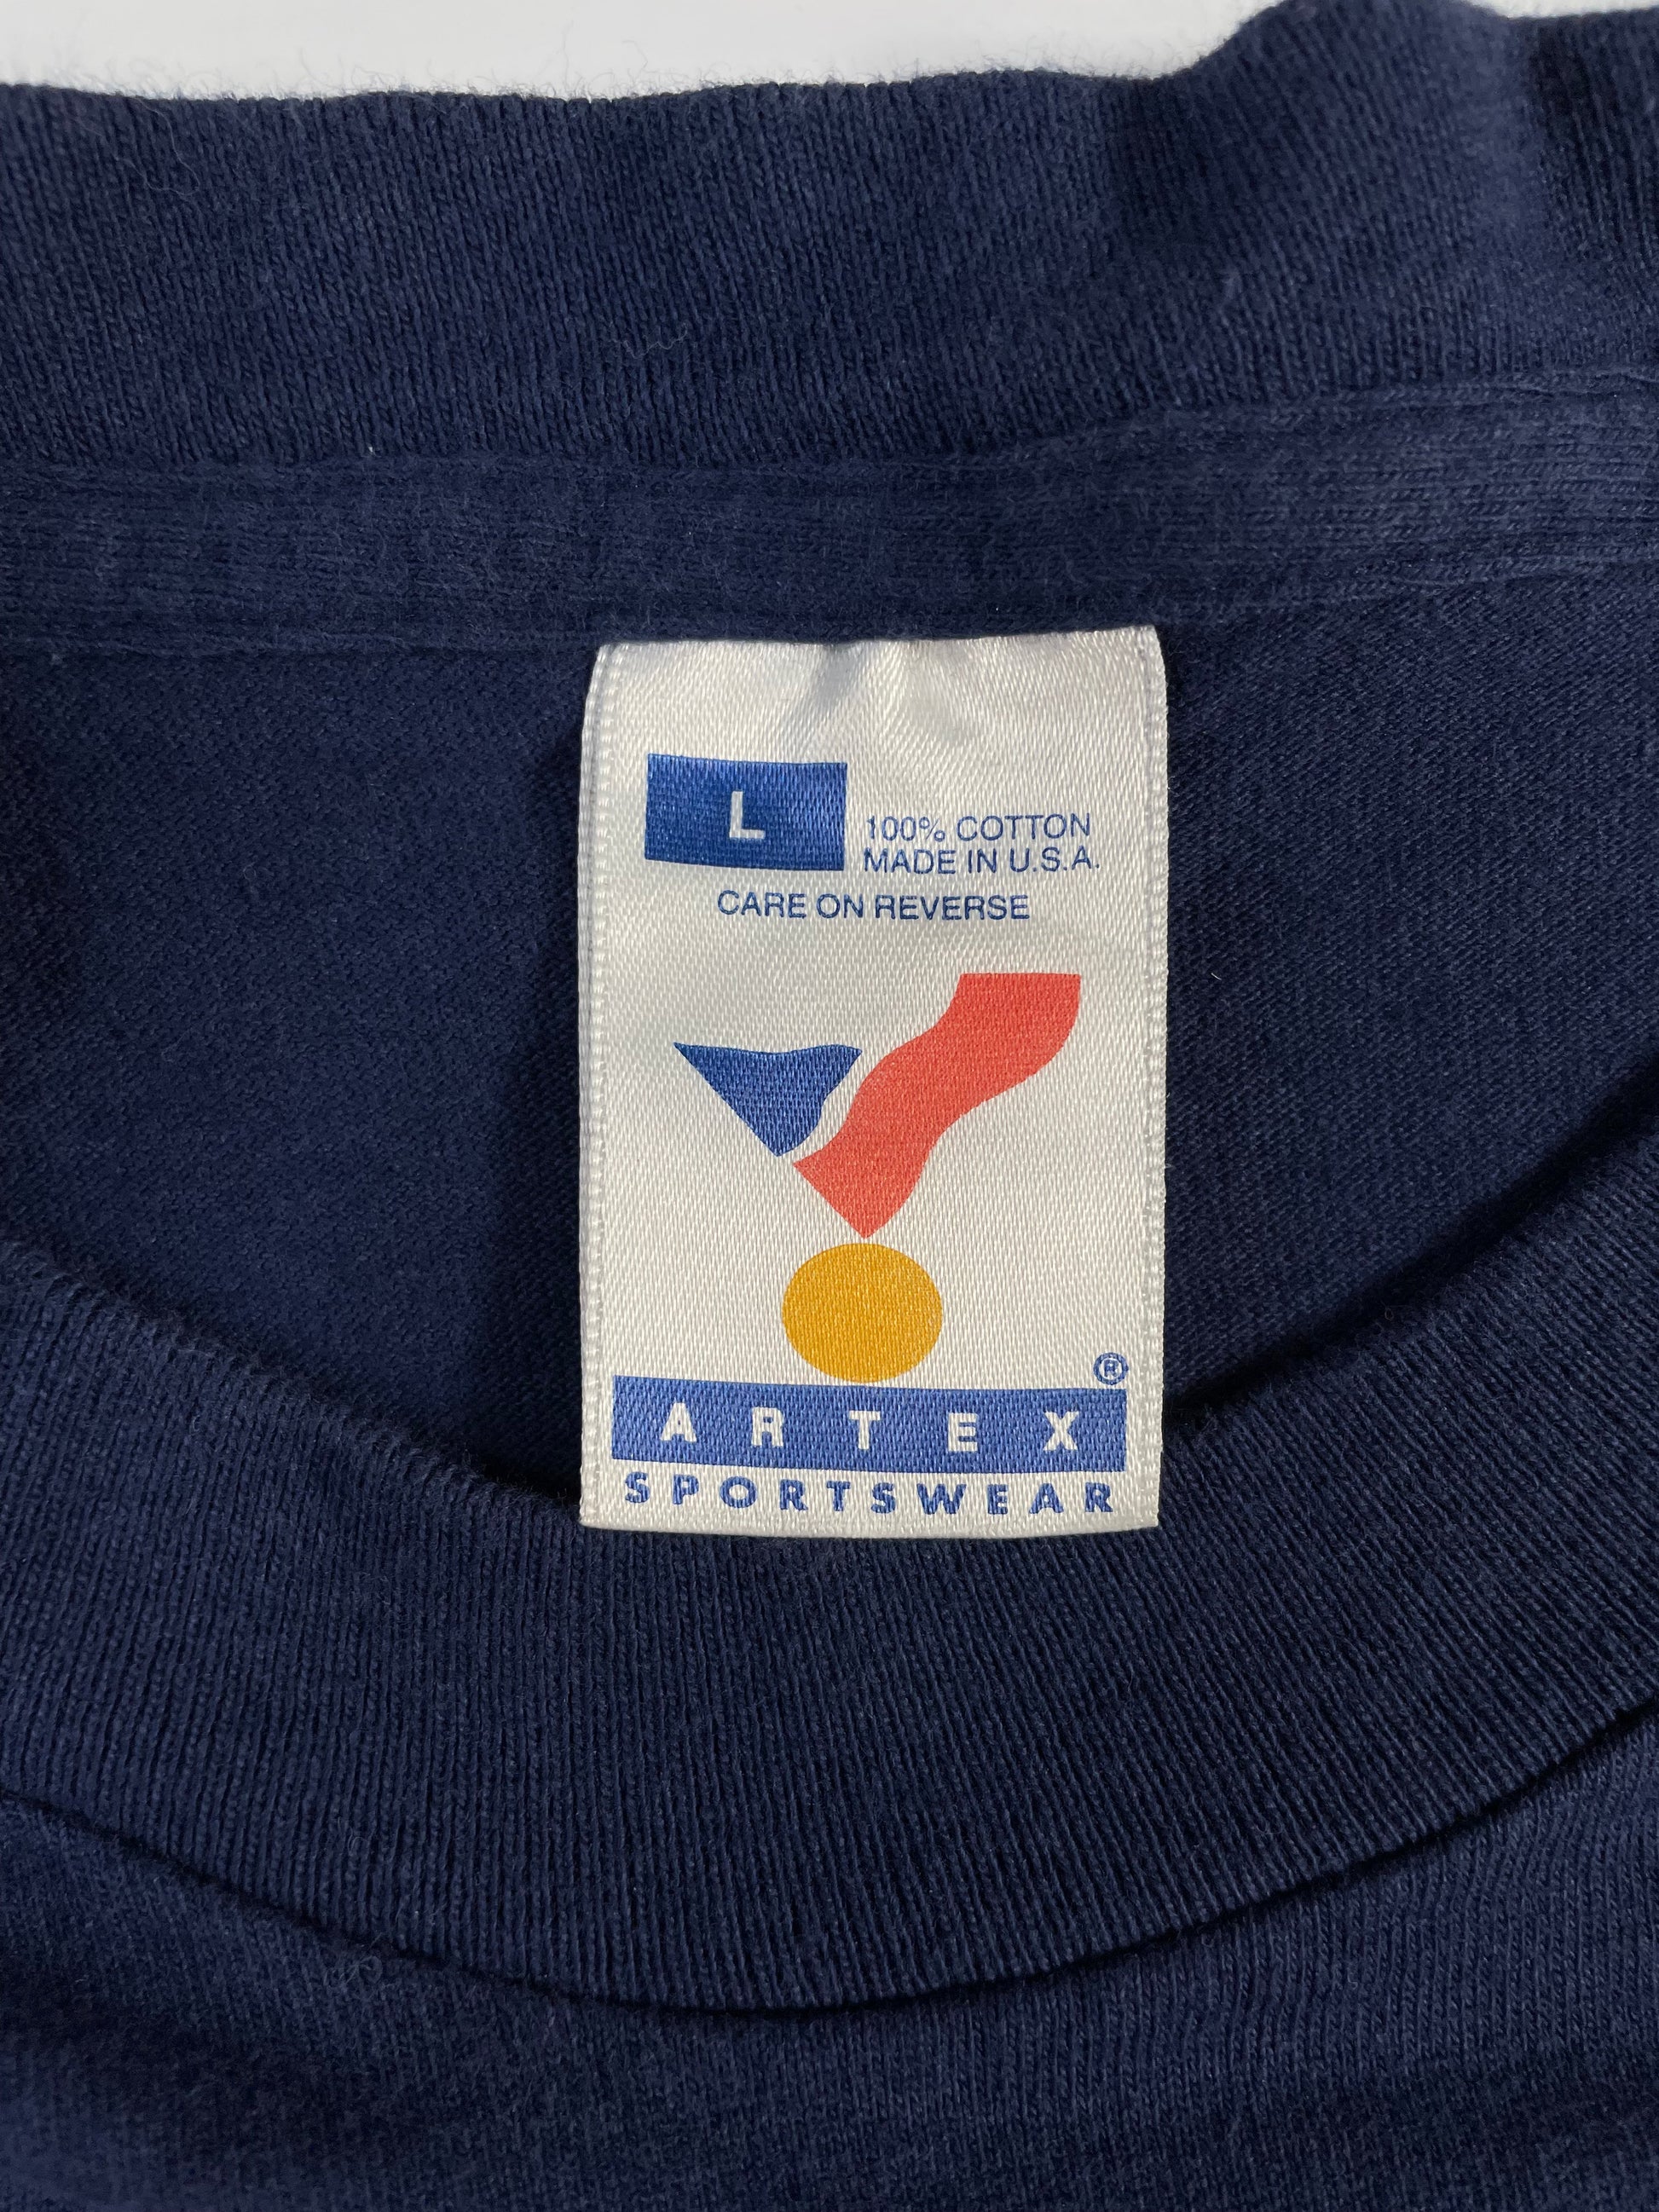 L
100% COTTON
MADE IN U.S.A.
CARE ON REVERSE
®
ARTEX
SPORTSWEAR